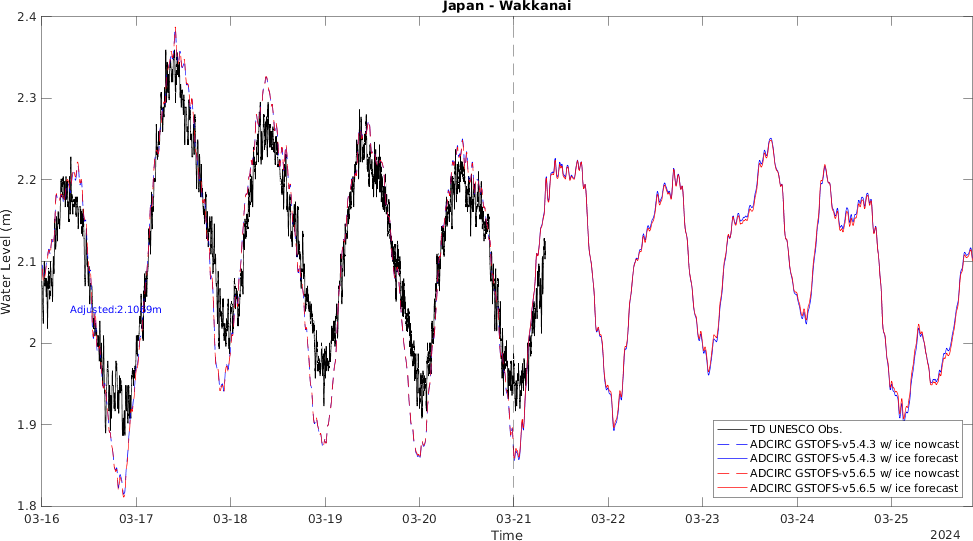 Japan - Wakkanai
2.4
2.3
2.2
2.1
2
1.9
1.8
Water Level (m)
Adjusted:2.1069m
TD UNESCO Obs.
ADCIRC GSTOFS-v5.4.3 w/ ice nowcast
ADCIRC GSTOFS-v5.4.3 w/ ice forecast
ADCIRC GSTOFS-v5.6.5 w/ ice nowcast
ADCIRC GSTOFS-v5.6.5 w/ ice forecast
03-16 03-17 03-18 03-19 03-20 03-21 03-22 03-23 03-24 03-25
Time
2024